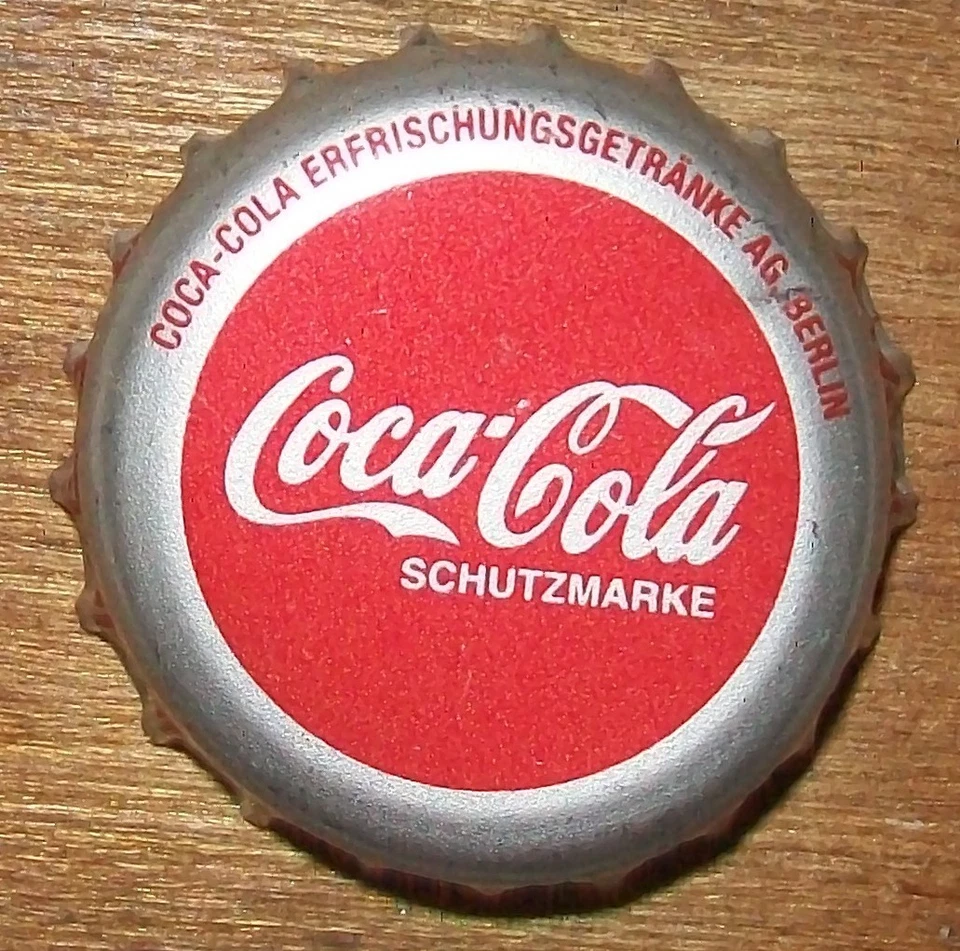 COCA-COLA ERFRISCHUNGSGETRÄNKE AG, BERLIN
Coca-Cola
SCHUTZMARKE